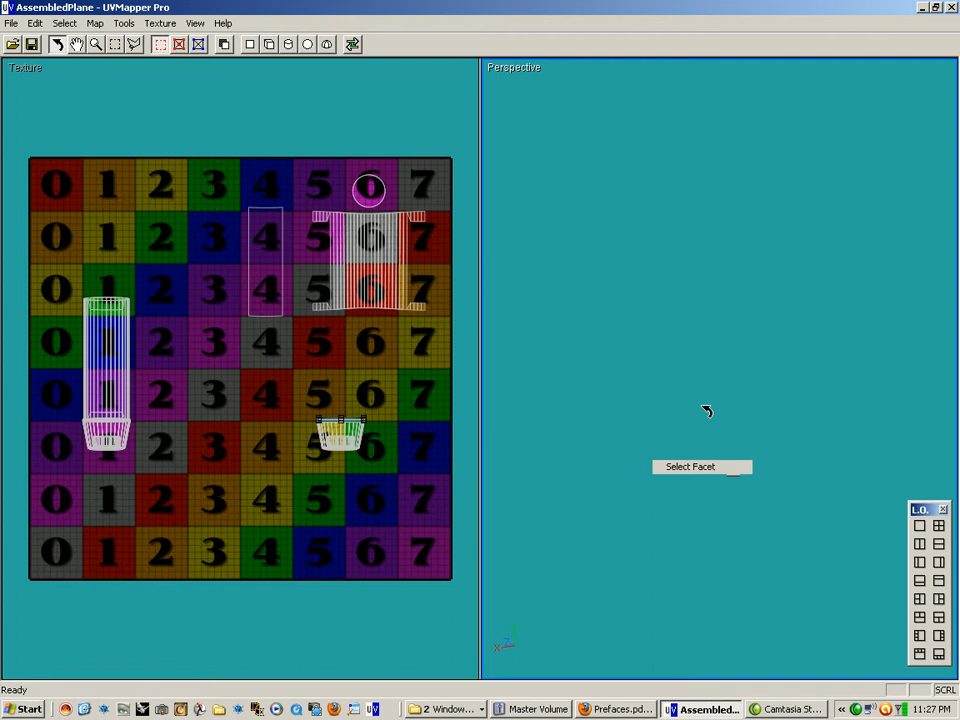 AssembledPlane - UVMapper Pro
File Edit Select Map Tools Texture View Help
Texture
Perspective
0 1 2 3 4 5 6 7
0 1 2 3 4 5 6 7
0 1 2 3 4 5 6 7
0 1 2 3 4 5 6 7
0 1 2 3 4 5 6 7
0 1 2 3 4 5 6 7
0 1 2 3 4 5 6 7
0 1 2 3 4 5 6 7
Select Facet
L.O.
X
Ready
SCRL
Start
UV
2 Window...
Master Volume
Prefaces.pd...
Assembled...
Camtasia St...
11:27 PM